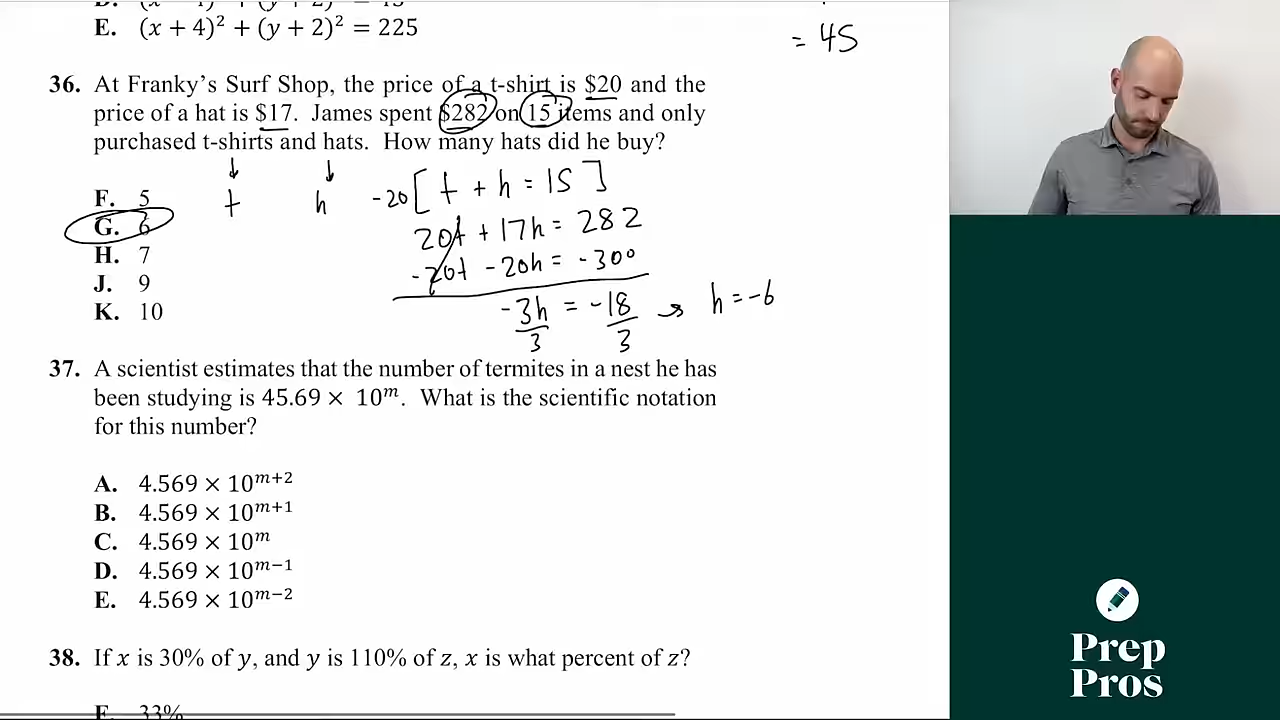 E. (x + 4)² + (y + 2)² = 225
= 45
36. At Franky's Surf Shop, the price of a t-shirt is $20 and the
price of a hat is $17. James spent $282 on 15 items and only
purchased t-shirts and hats. How many hats did he buy?
F. 5
G. 6
H. 7
J. 9
K. 10
t h
-20[ t + h = 15 ]
20t + 17h = 282
-20t - 20h = -300
-3h/3 = -18/3 → h = -6
37. A scientist estimates that the number of termites in a nest he has
been studying is 45.69 × 10ᵐ. What is the scientific notation
for this number?
A. 4.569 × 10ᵐ⁺²
B. 4.569 × 10ᵐ⁺¹
C. 4.569 × 10ᵐ
D. 4.569 × 10ᵐ⁻¹
E. 4.569 × 10ᵐ⁻²
38. If x is 30% of y, and y is 110% of z, x is what percent of z?
F. 33%
Prep
Pros